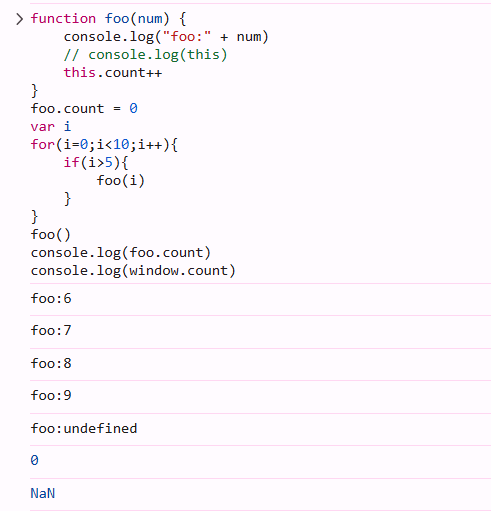 > function foo(num) {
    console.log("foo:" + num)
    // console.log(this)
    this.count++
}
foo.count = 0
var i
for(i=0;i<10;i++){
    if(i>5){
        foo(i)
    }
}
foo()
console.log(foo.count)
console.log(window.count)
foo:6
foo:7
foo:8
foo:9
foo:undefined
0
NaN